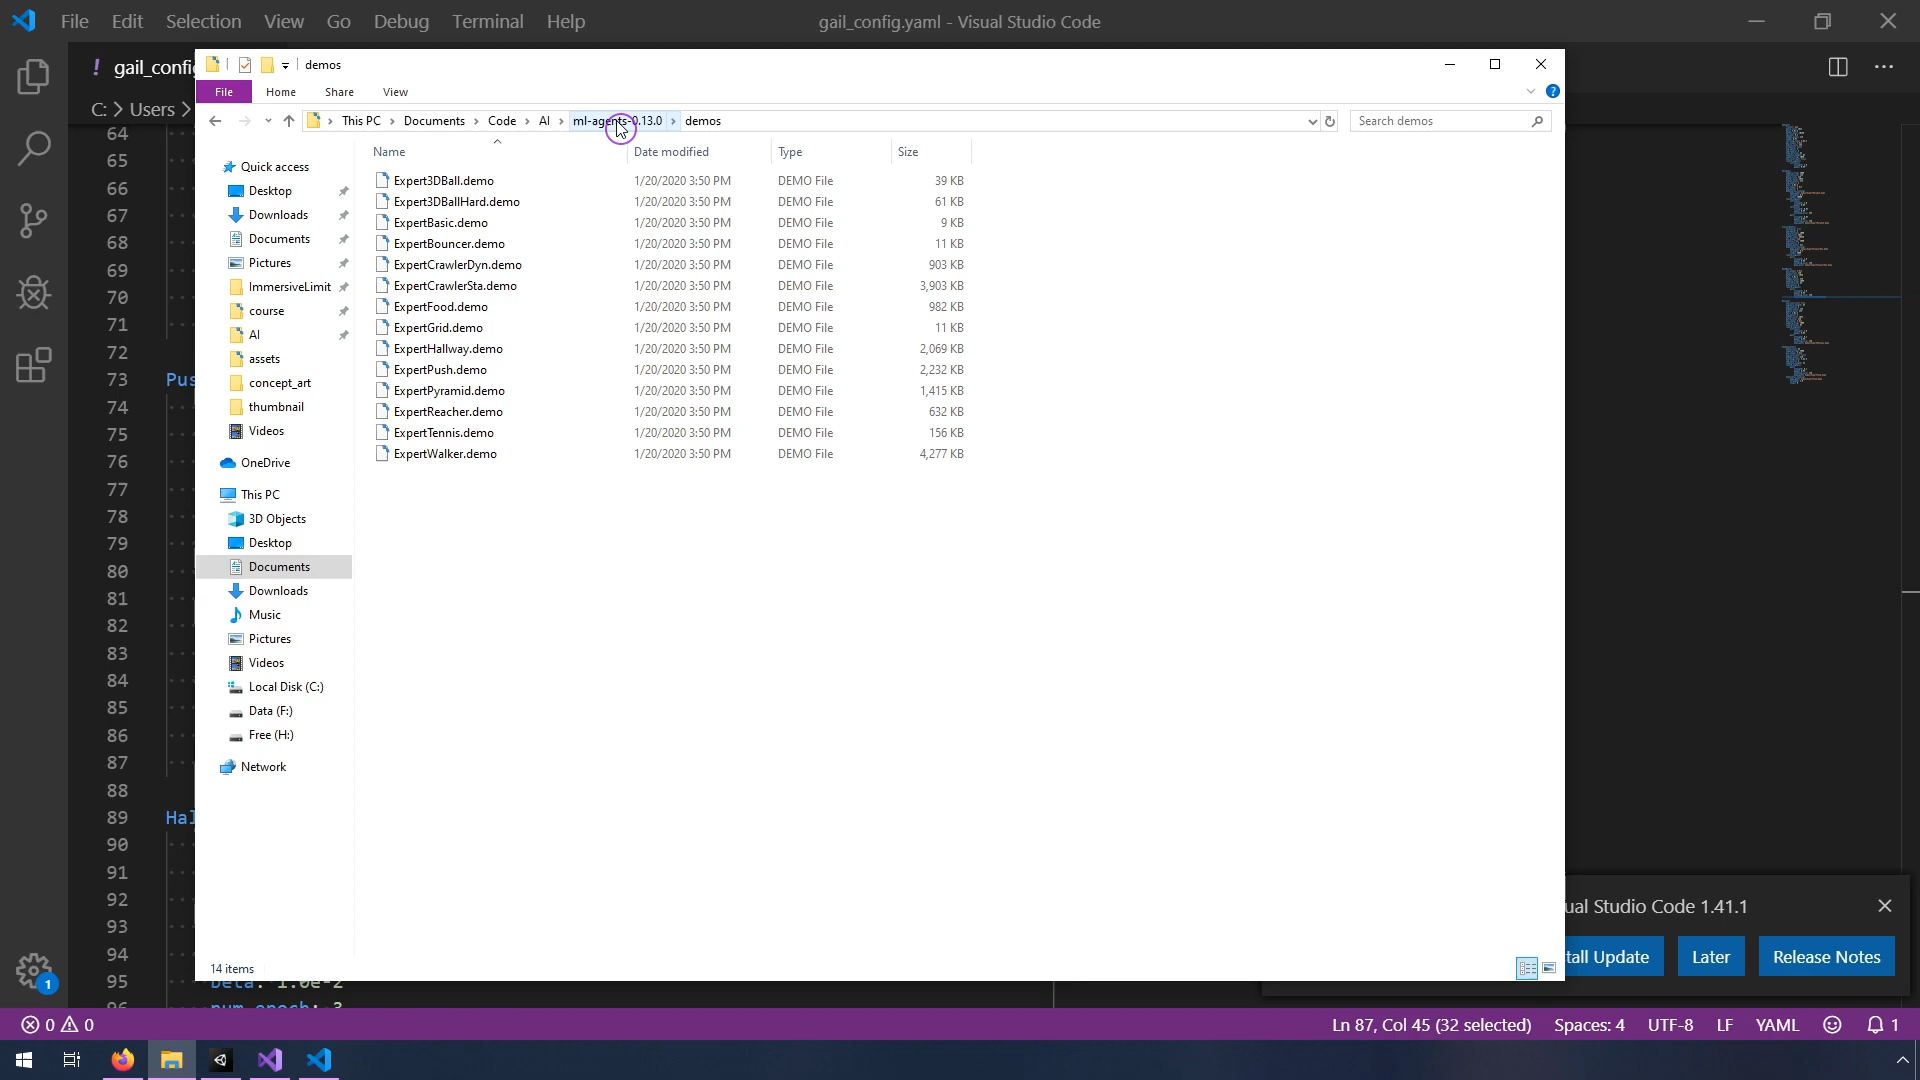 File Edit Selection View Go Debug Terminal Help gail_config.yaml - Visual Studio Code
! gail_config
demos
C: > Users >
File Home Share View
This PC > Documents > Code > AI > ml-agents-0.13.0 > demos
Search demos
Name Date modified Type Size
Expert3DBall.demo 1/20/2020 3:50 PM DEMO File 39 KB
Expert3DBallHard.demo 1/20/2020 3:50 PM DEMO File 61 KB
ExpertBasic.demo 1/20/2020 3:50 PM DEMO File 9 KB
ExpertBouncer.demo 1/20/2020 3:50 PM DEMO File 11 KB
ExpertCrawlerDyn.demo 1/20/2020 3:50 PM DEMO File 903 KB
ExpertCrawlerSta.demo 1/20/2020 3:50 PM DEMO File 3,903 KB
ExpertFood.demo 1/20/2020 3:50 PM DEMO File 982 KB
ExpertGrid.demo 1/20/2020 3:50 PM DEMO File 11 KB
ExpertHallway.demo 1/20/2020 3:50 PM DEMO File 2,069 KB
ExpertPush.demo 1/20/2020 3:50 PM DEMO File 2,232 KB
ExpertPyramid.demo 1/20/2020 3:50 PM DEMO File 1,415 KB
ExpertReacher.demo 1/20/2020 3:50 PM DEMO File 632 KB
ExpertTennis.demo 1/20/2020 3:50 PM DEMO File 156 KB
ExpertWalker.demo 1/20/2020 3:50 PM DEMO File 4,277 KB
Quick access
Desktop
Downloads
Documents
Pictures
ImmersiveLimit
course
AI
assets
concept_art
thumbnail
Videos
OneDrive
This PC
3D Objects
Desktop
Documents
Downloads
Music
Pictures
Videos
Local Disk (C:)
Data (F:)
Free (H:)
Network
14 items
64
65
66
67
68
69
70
71
72
73 Pus
74
75
76
77
78
79
80
81
82
83
84
85
86
87
88
89 Hal
90
91
92
93
94
95 beta: 1.0e-2
96 num_epoch: 3
ual Studio Code 1.41.1
tall Update Later Release Notes
1
0 0 Ln 87, Col 45 (32 selected) Spaces: 4 UTF-8 LF YAML 1